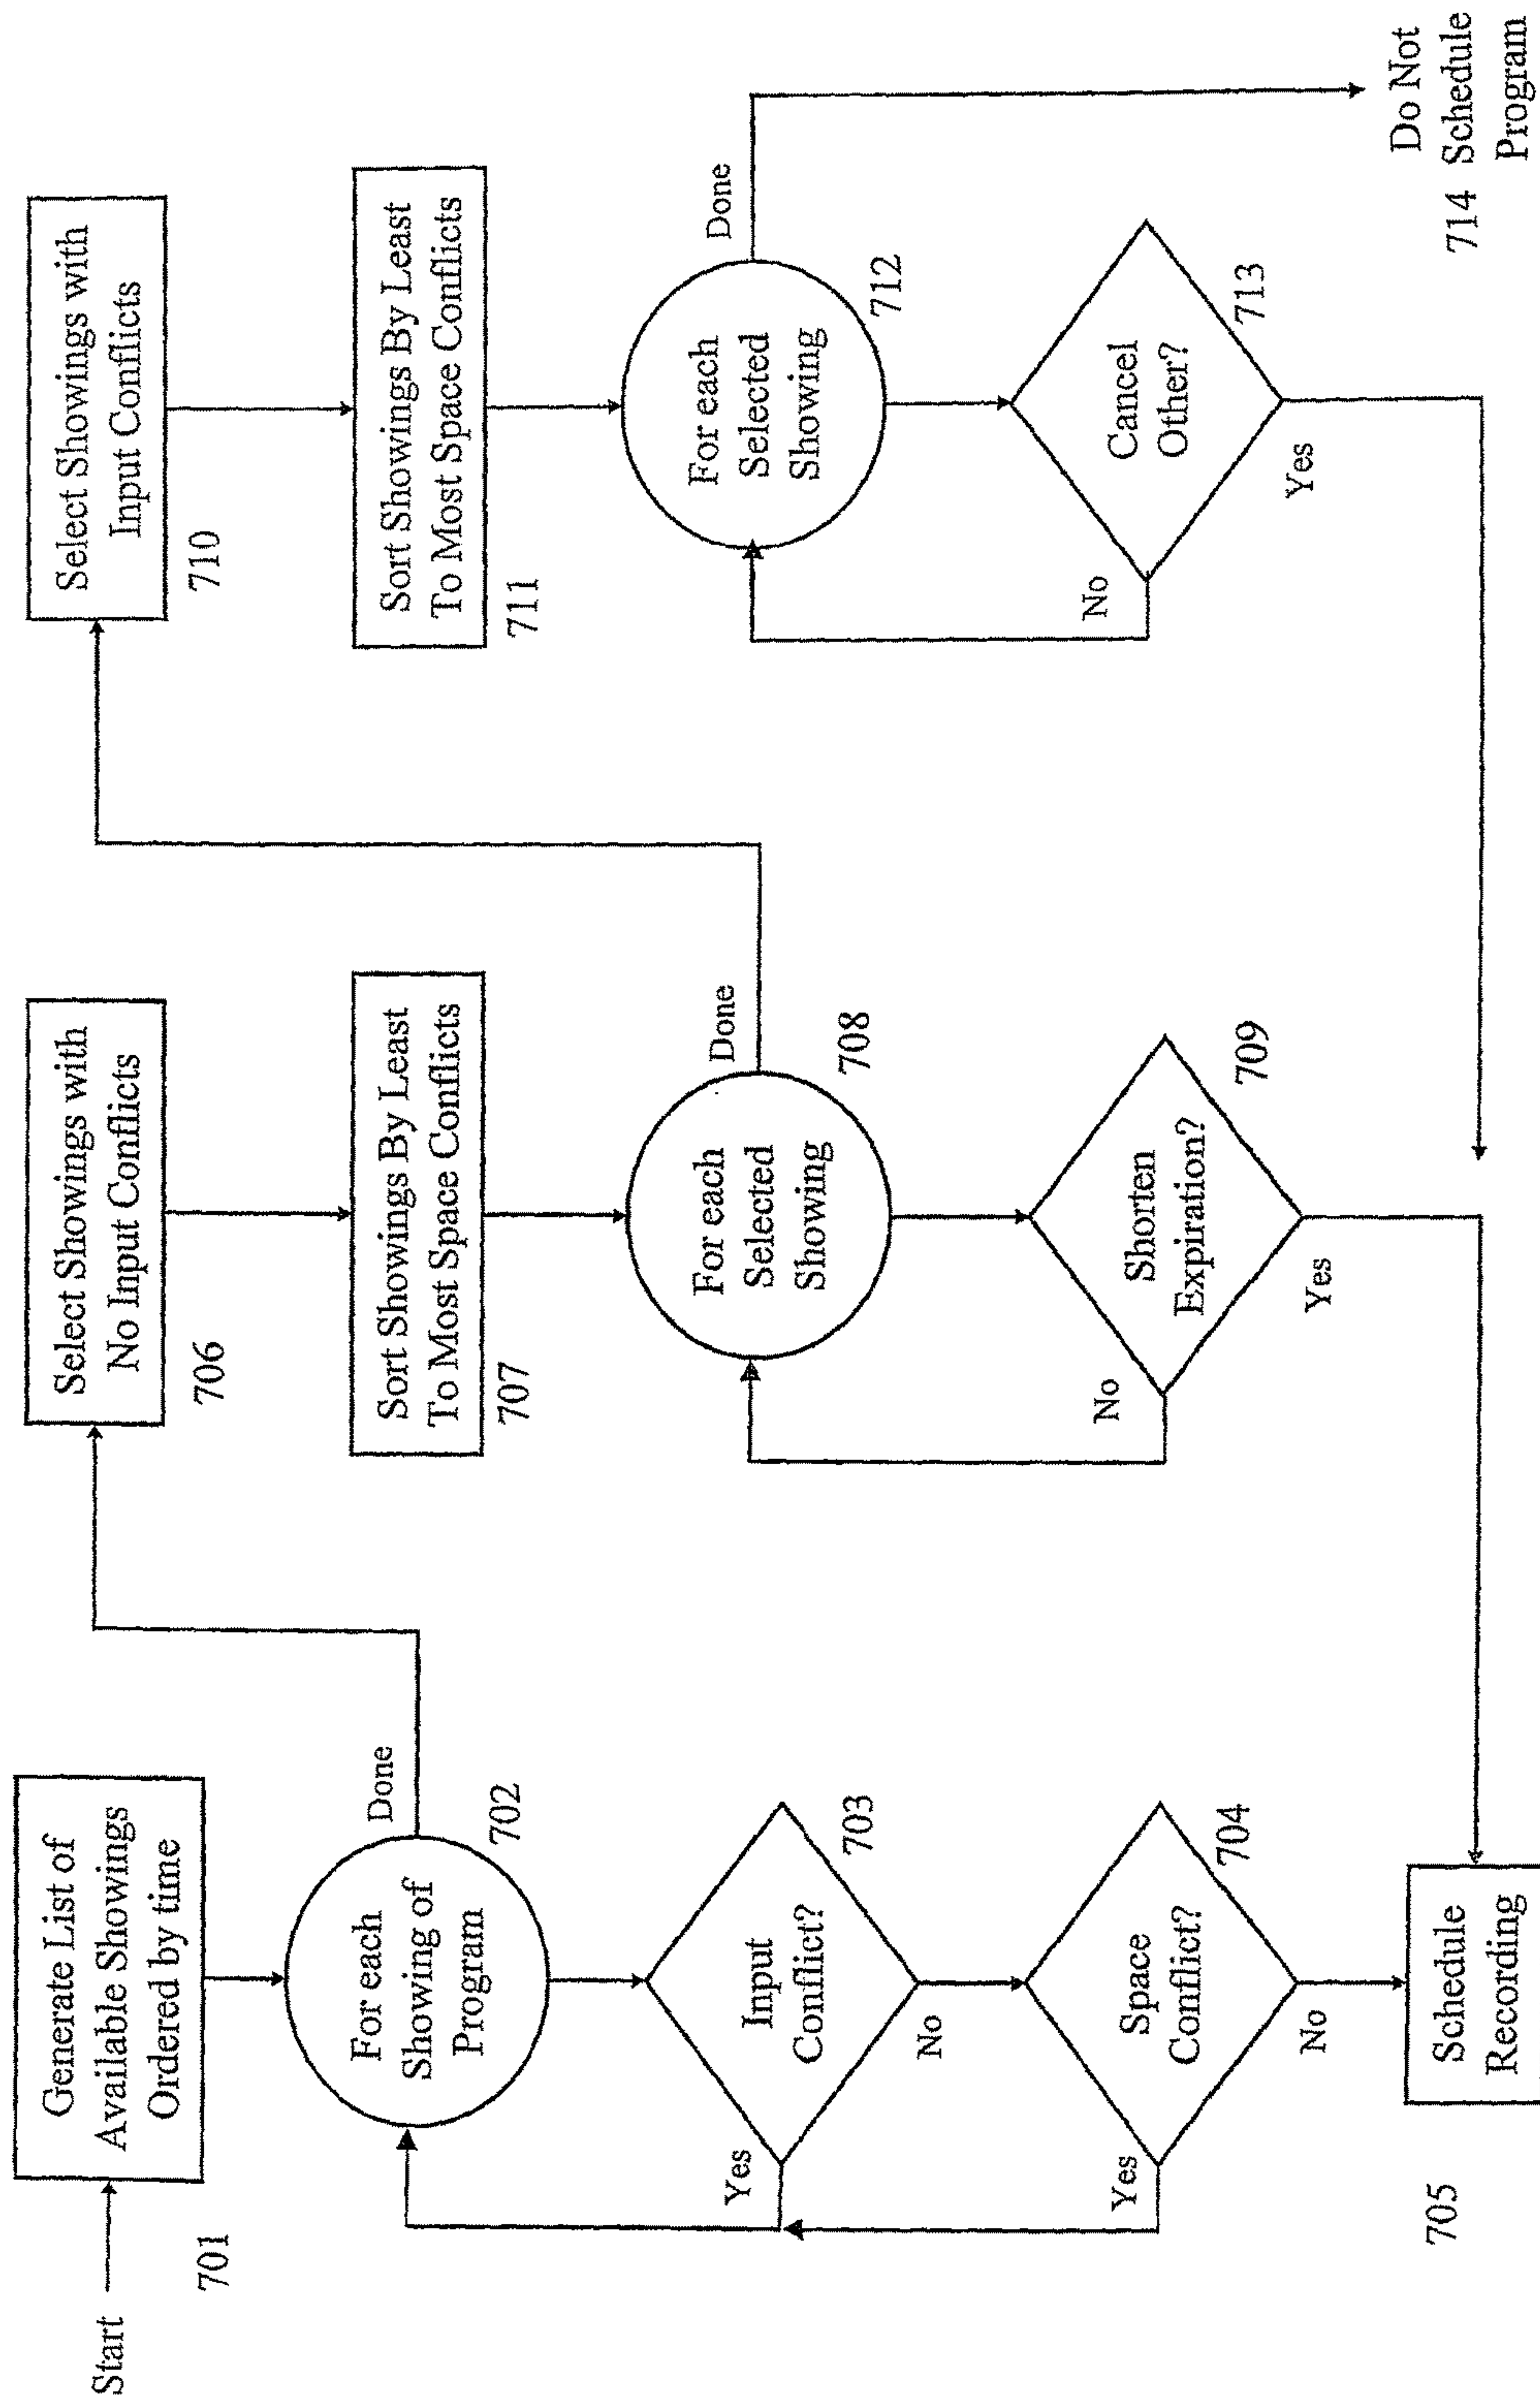 Start
Generate List of
Available Showings
Ordered by time
701
For each
Showing of
Program
Done
702
Input
Conflict?
Yes
No
703
Space
Conflict?
Yes
No
704
Schedule
Recording
705
Select Showings with
No Input Conflicts
706
Sort Showings By Least
To Most Space Conflicts
707
For each
Selected
Showing
Done
708
Shorten
Expiration?
No
Yes
709
Select Showings with
Input Conflicts
710
Sort Showings By Least
To Most Space Conflicts
711
For each
Selected
Showing
Done
712
Cancel
Other?
No
Yes
713
Do Not
714 Schedule
Program